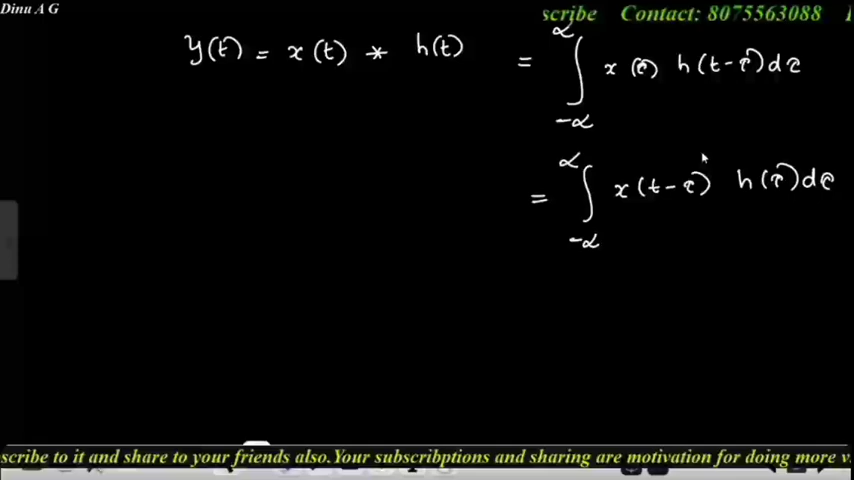 Dinu A G
scribe Contact: 8075563088
y(t) = x(t) * h(t) = ∫_{-∞}^{∞} x(τ) h(t-τ)dτ
= ∫_{-∞}^{∞} x(t-τ) h(τ)dτ
scribe to it and share to your friends also.Your subscribptions and sharing are motivation for doing more v